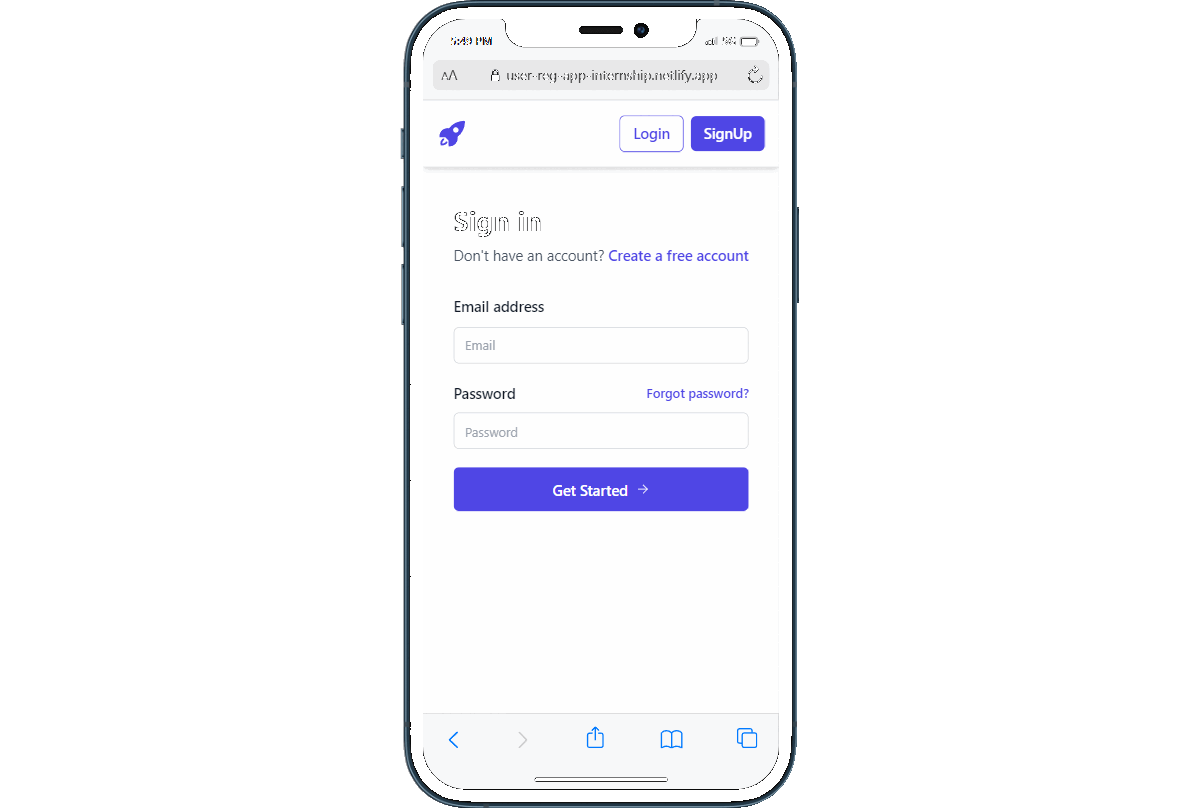 5:49 PM 5G
AA user-reg-app-internship.netlify.app
Login SignUp
Sign in
Don't have an account? Create a free account
Email address
Email
Password Forgot password?
Password
Get Started →